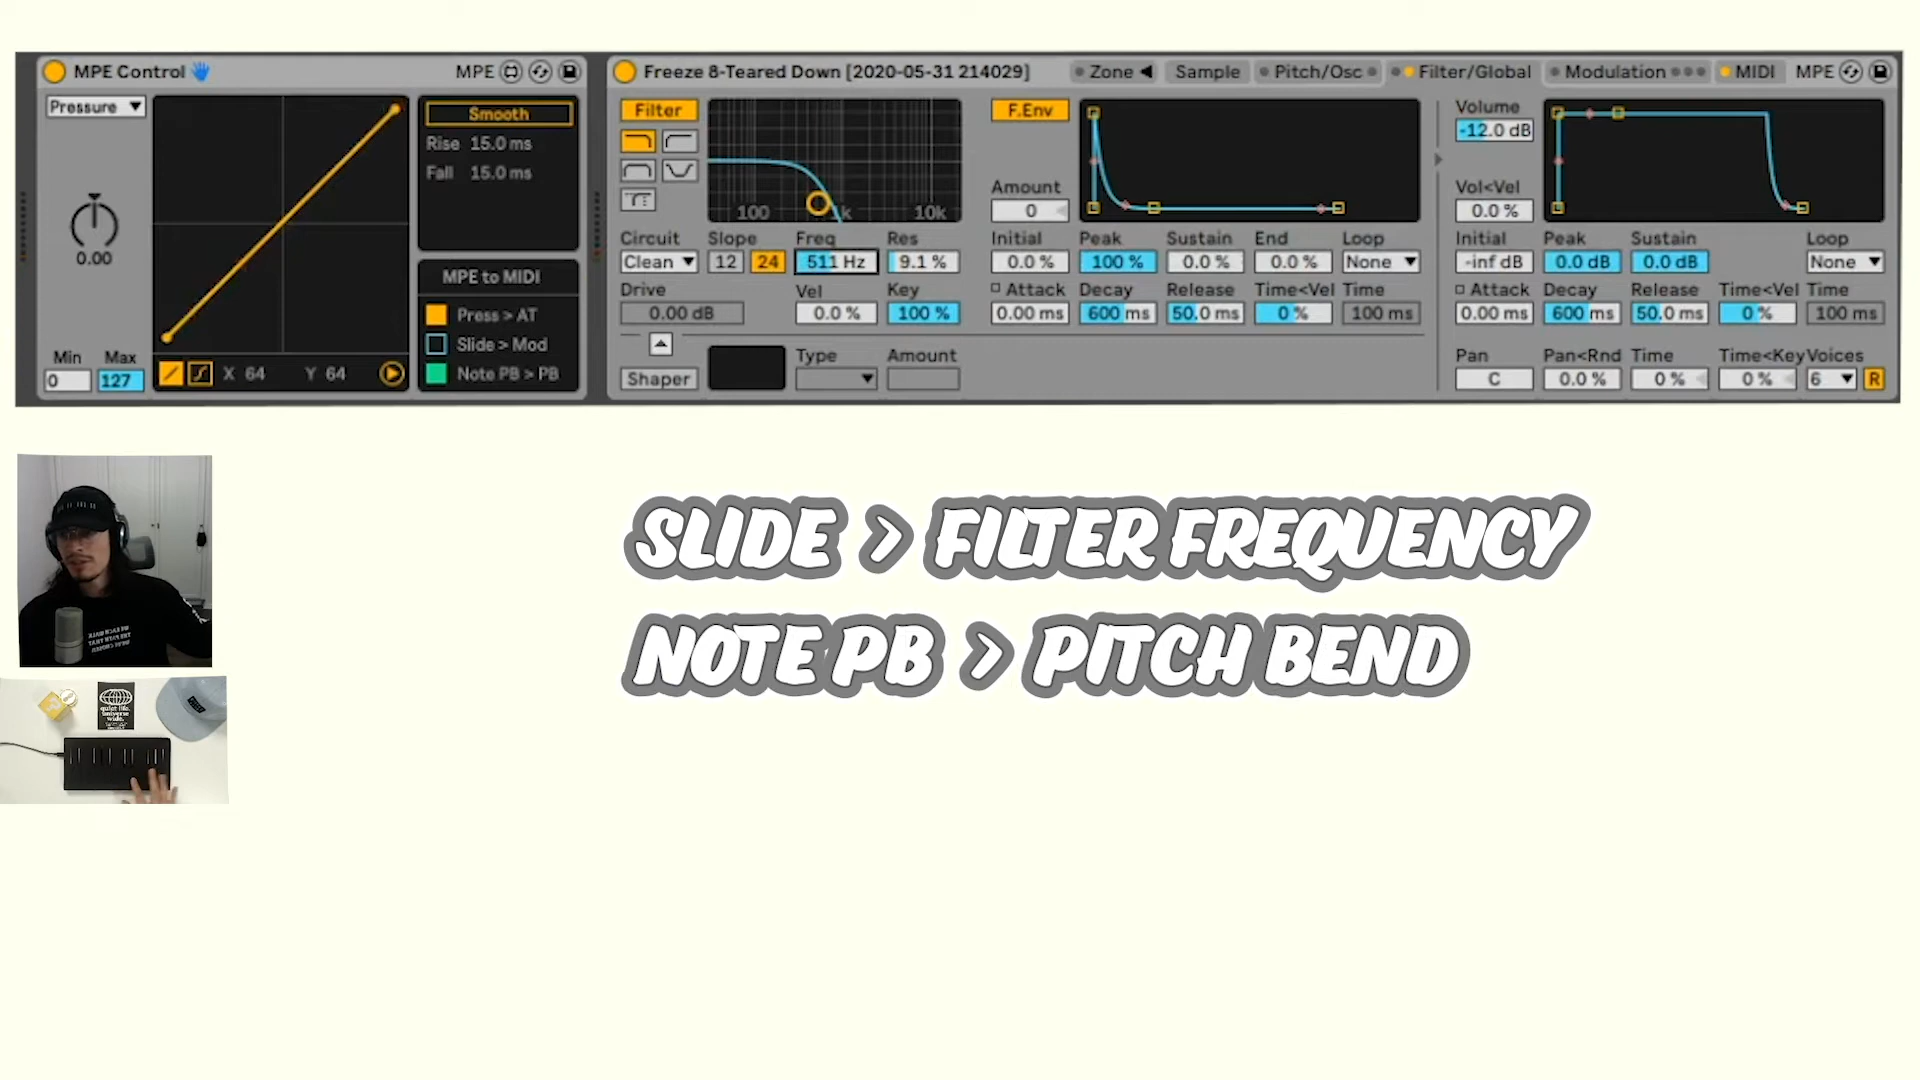 MPE Control
MPE
Pressure
0.00
Min Max
0 127
X 64 Y 64
Smooth
Rise 15.0 ms
Fall 15.0 ms
MPE to MIDI
Press > AT
Slide > Mod
Note PB > PB
Freeze 8-Teared Down [2020-05-31 214029]
Zone Sample Pitch/Osc Filter/Global Modulation MIDI MPE
Filter
100 1k 10k
Circuit Slope Freq Res
Clean 12 24 511 Hz 9.1 %
Drive Vel Key
0.00 dB 0.0 % 100 %
Type Amount
Shaper
F.Env
Amount
0
Initial Peak Sustain End Loop
0.0 % 100 % 0.0 % 0.0 % None
Attack Decay Release Time<Vel Time
0.00 ms 600 ms 50.0 ms 0 % 100 ms
Volume
-12.0 dB
Vol<Vel
0.0 %
Initial Peak Sustain Loop
-inf dB 0.0 dB 0.0 dB None
Attack Decay Release Time<Vel Time
0.00 ms 600 ms 50.0 ms 0 % 100 ms
Pan Pan<Rnd Time Time<Key Voices
C 0.0 % 0 % 0 % 6 R
SLIDE > FILTER FREQUENCY
NOTE PB > PITCH BEND
quiet life.
universe
wide.